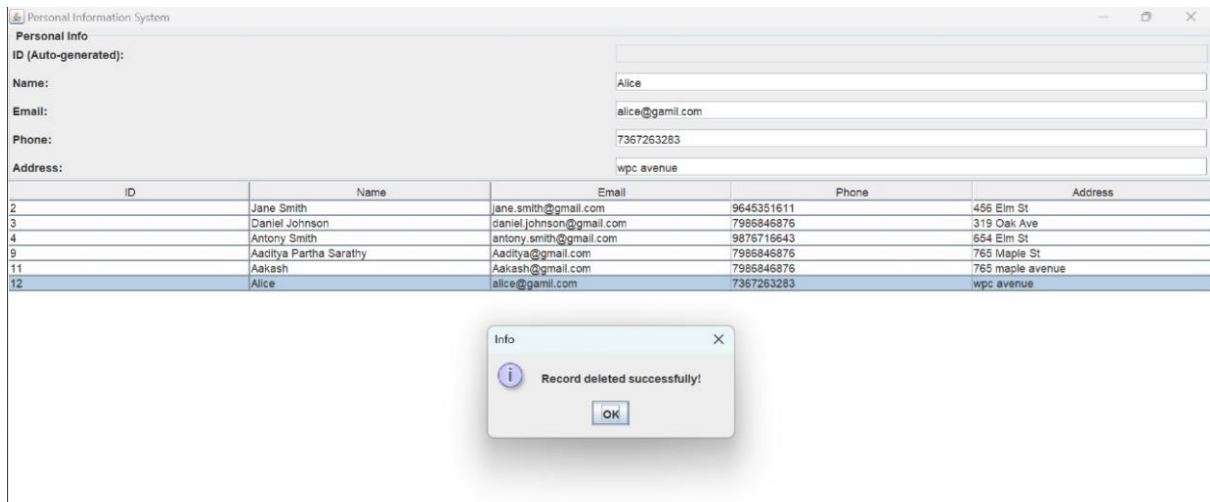 Personal Information System
Personal Info
ID (Auto-generated):
Name: Alice
Email: alice@gamil.com
Phone: 7367263283
Address: wpc avenue
ID Name Email Phone Address
2 Jane Smith jane.smith@gmail.com 9645351611 456 Elm St
3 Daniel Johnson daniel.johnson@gmail.com 7986846876 319 Oak Ave
4 Antony Smith antony.smith@gmail.com 9876716643 654 Elm St
9 Aaditya Partha Sarathy Aaditya@gmail.com 7986846876 765 Maple St
11 Aakash Aakash@gmail.com 7986846876 765 maple avenue
12 Alice alice@gamil.com 7367263283 wpc avenue
Info
Record deleted successfully!
OK